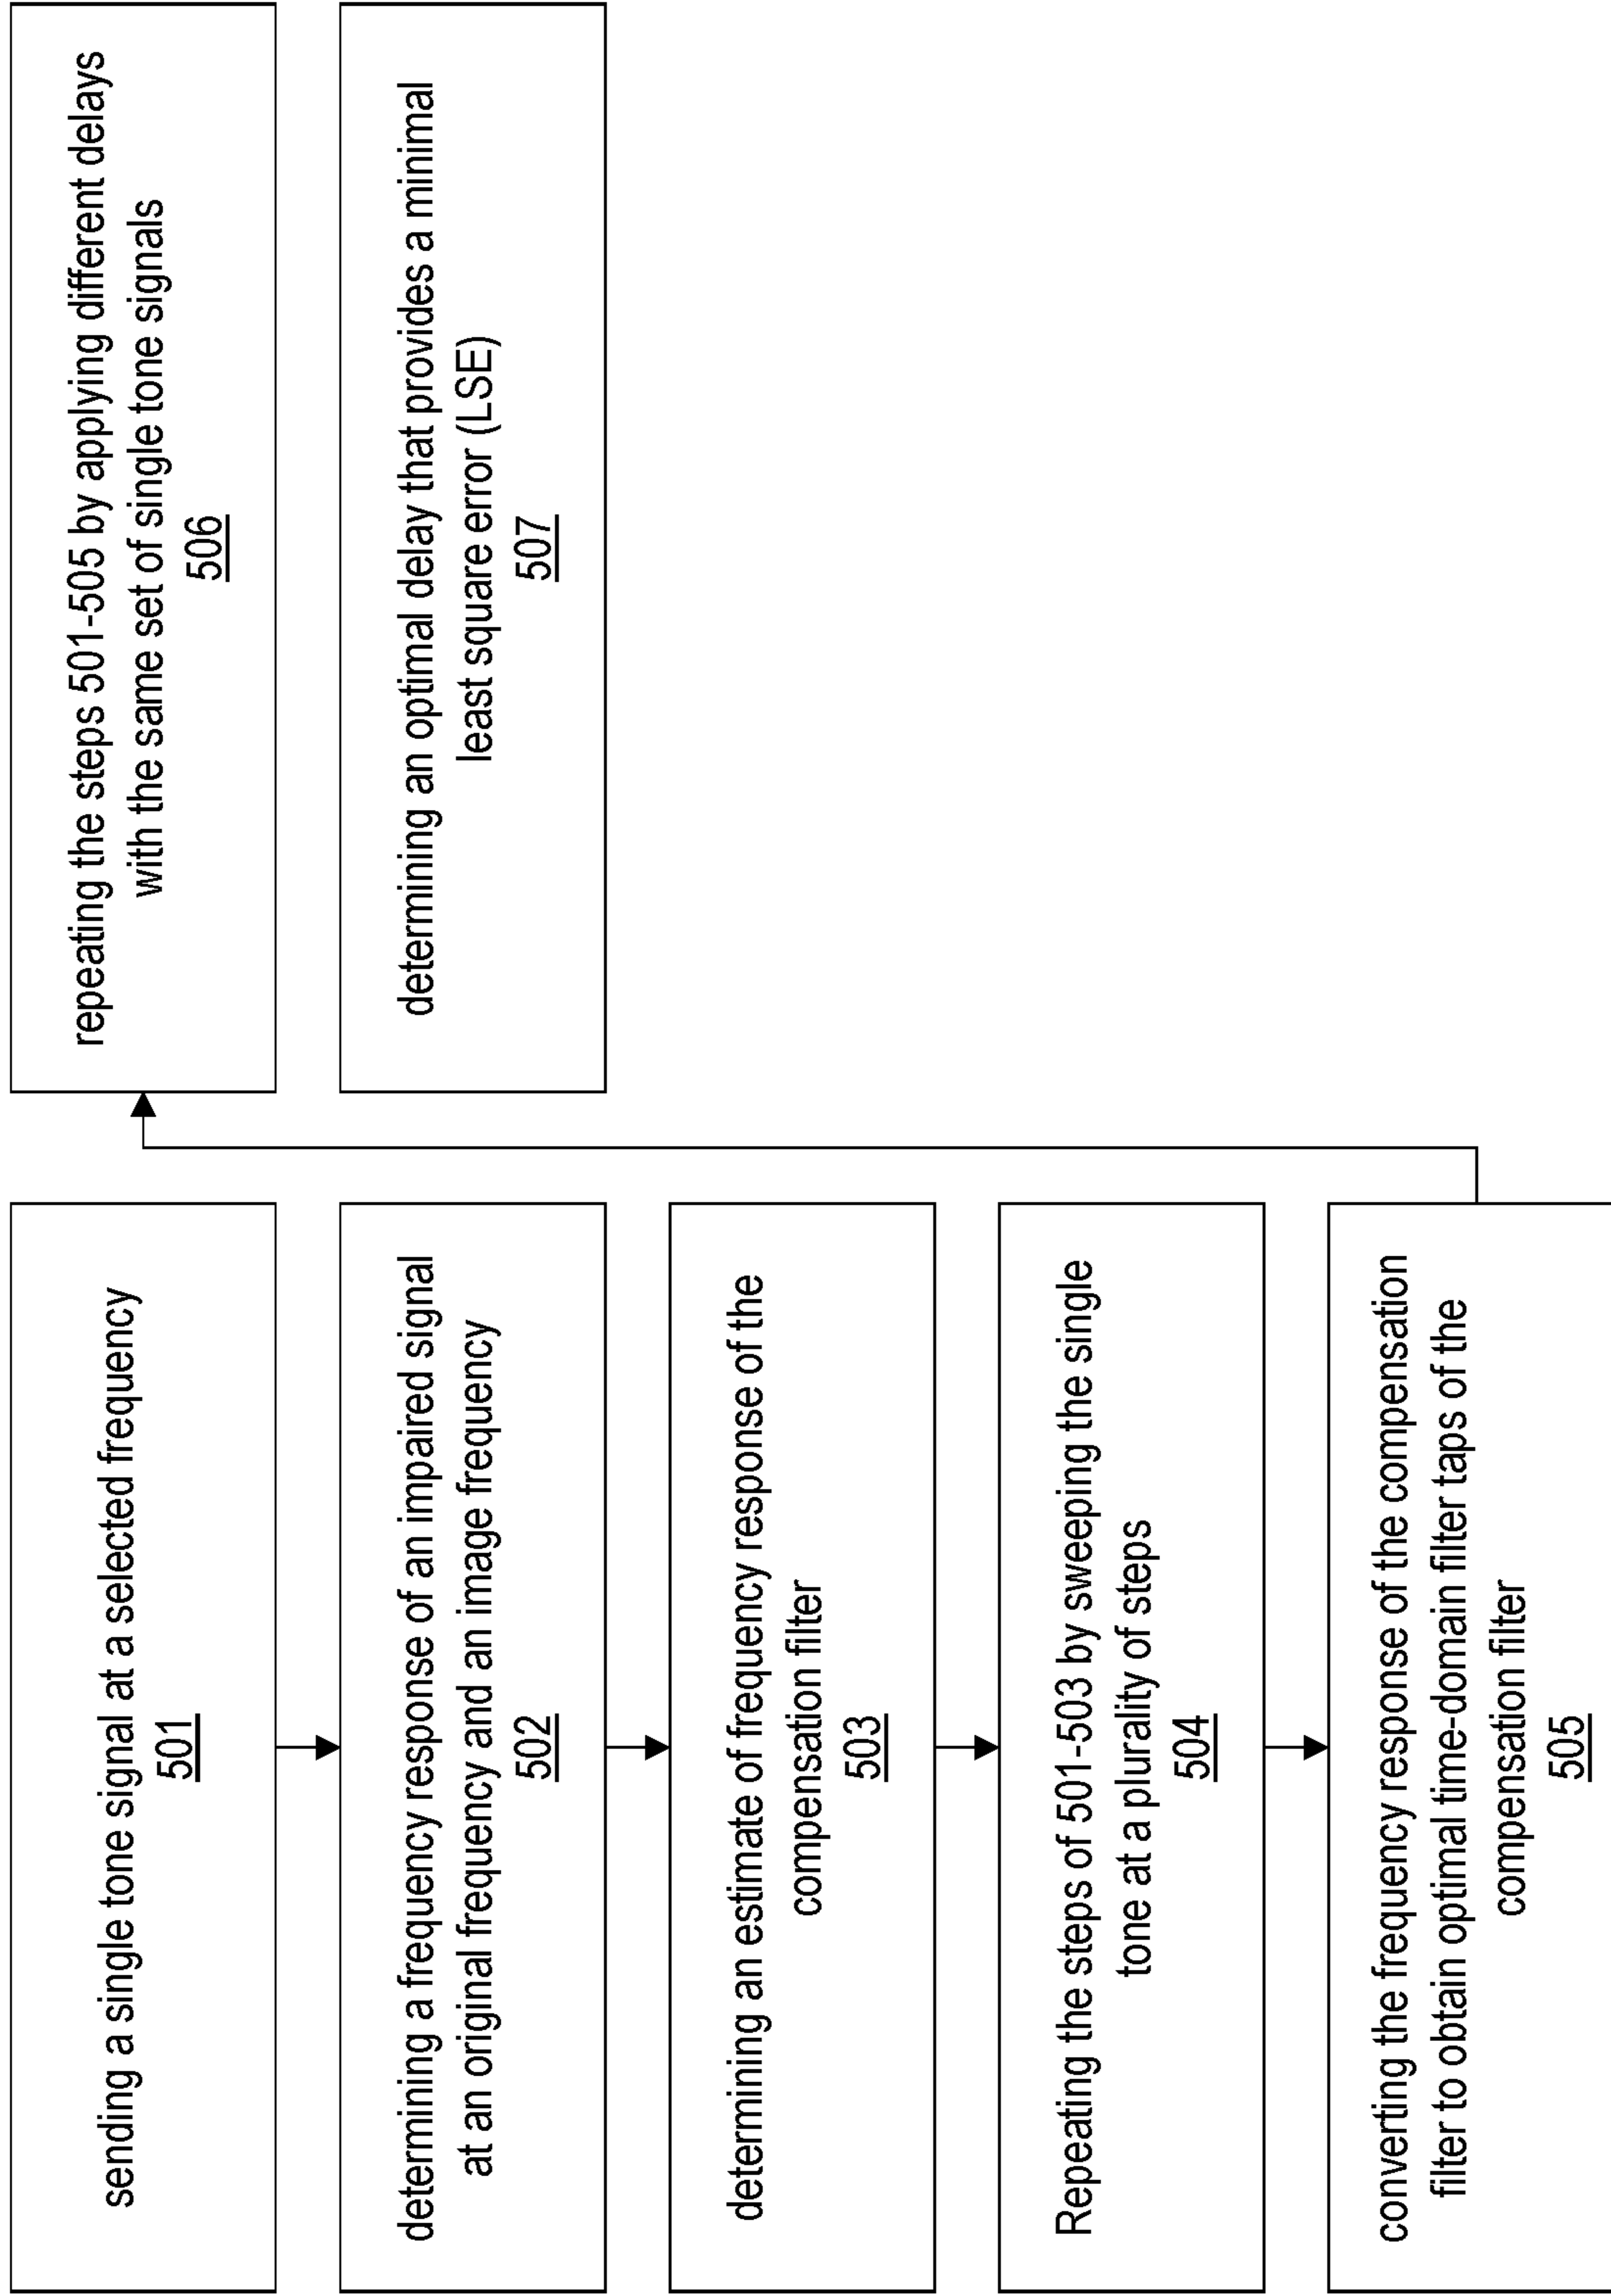 sending a single tone signal at a selected frequency
501
determining a frequency response of an impaired signal
at an original frequency and an image frequency
502
determining an estimate of frequency response of the
compensation filter
503
Repeating the steps of 501-503 by sweeping the single
tone at a plurality of steps
504
converting the frequency response of the compensation
filter to obtain optimal time-domain filter taps of the
compensation filter
505
repeating the steps 501-505 by applying different delays
with the same set of single tone signals
506
determining an optimal delay that provides a minimal
least square error (LSE)
507